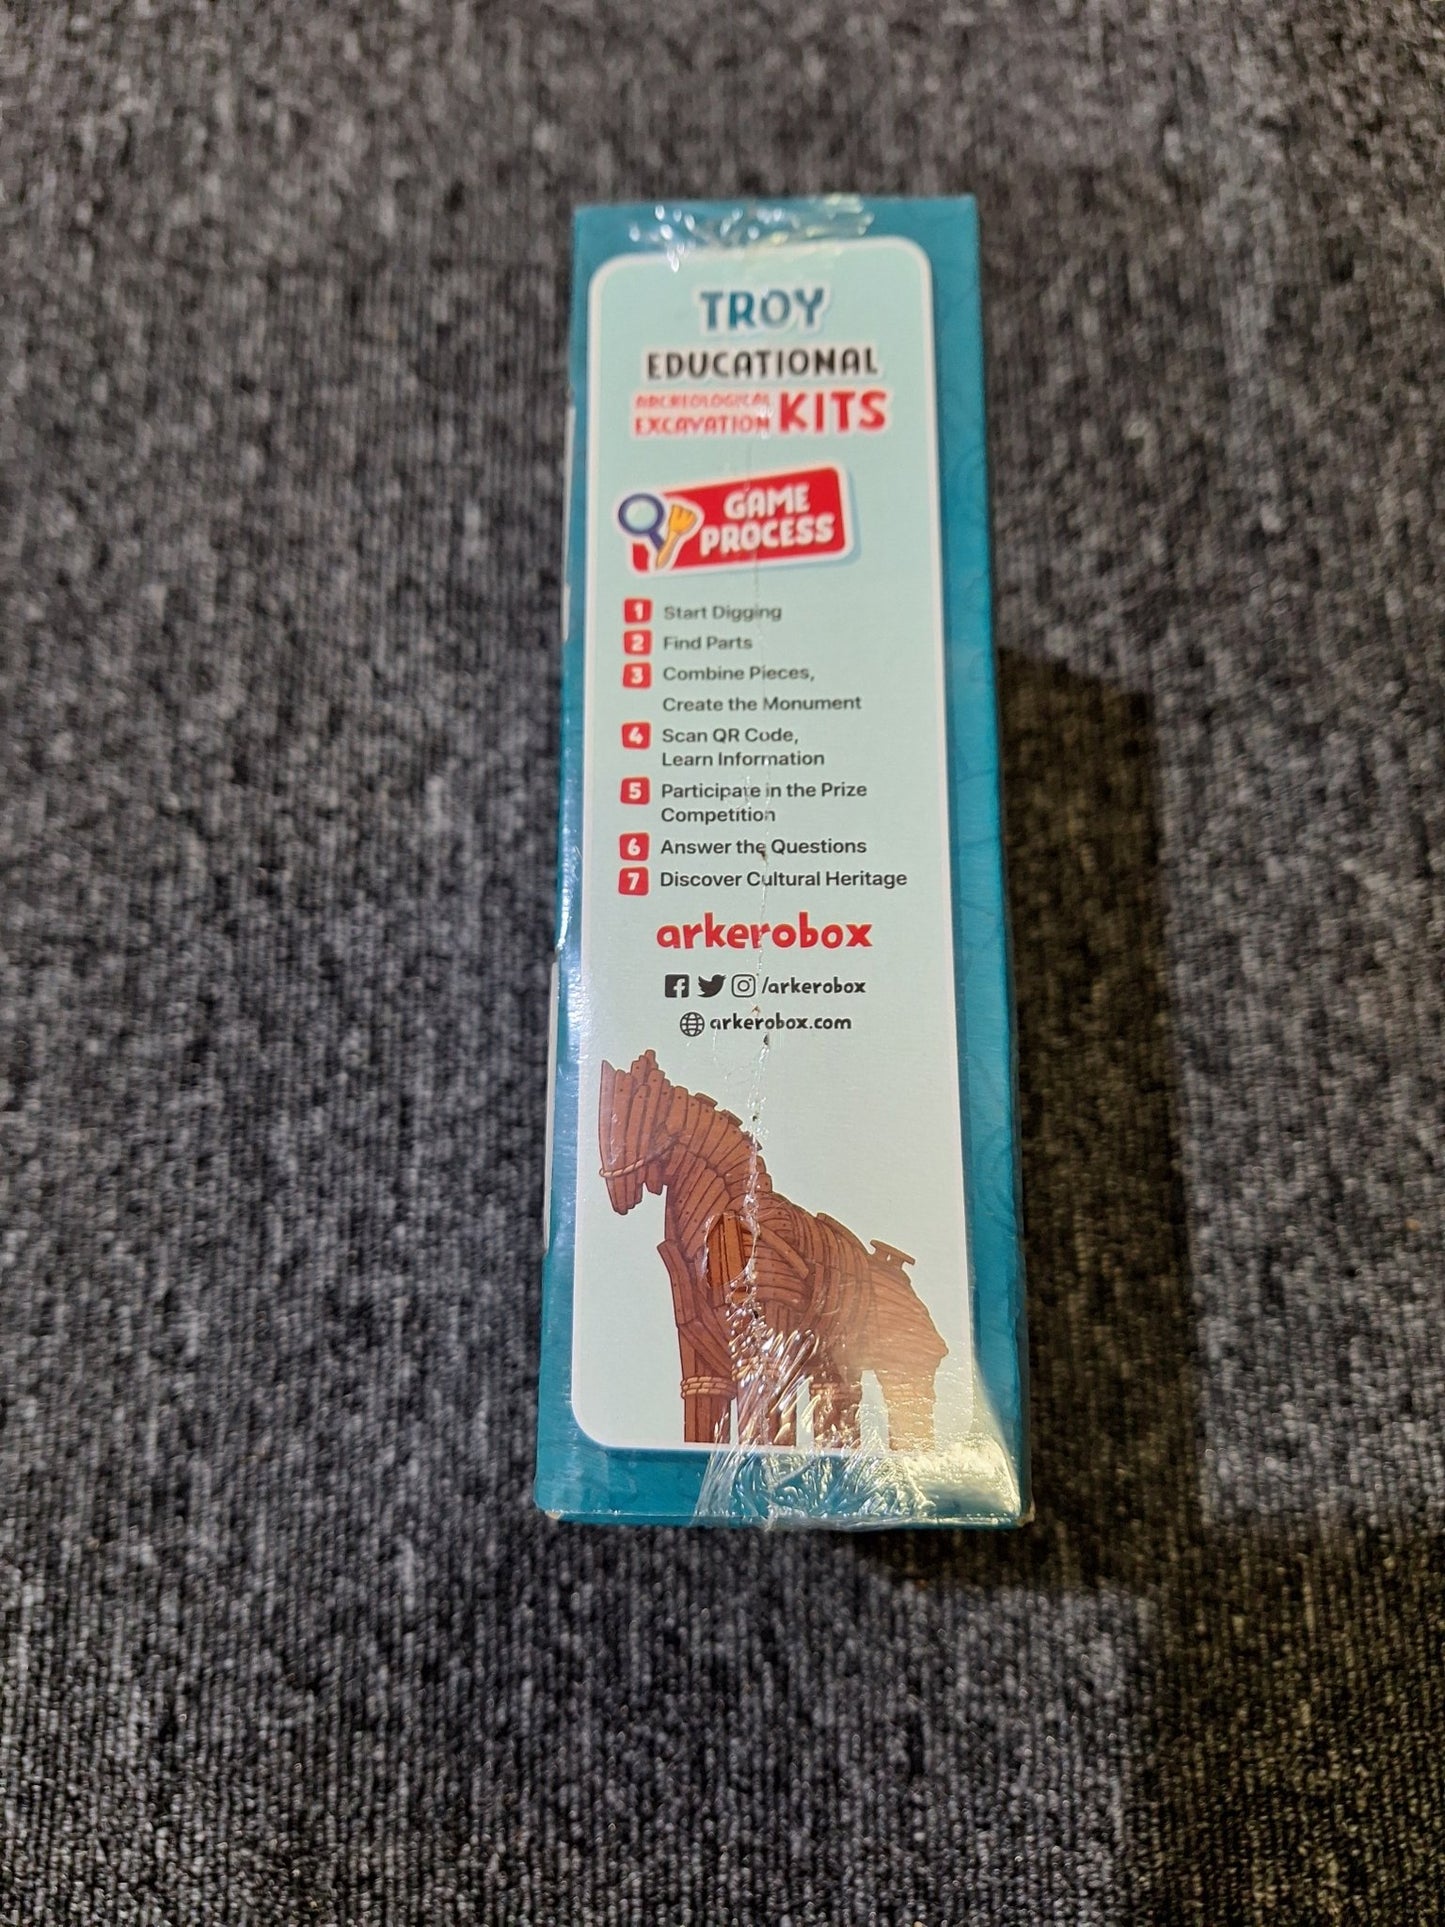 TROY
EDUCATIONAL
ARCHEOLOGICAL
EXCAVATION KITS
GAME
PROCESS
1 Start Digging
2 Find Parts
3 Combine Pieces,
Create the Monument
4 Scan QR Code,
Learn Information
5 Participate in the Prize
Competition
6 Answer the Questions
7 Discover Cultural Heritage
arkerobox
/arkerobox
arkerobox.com